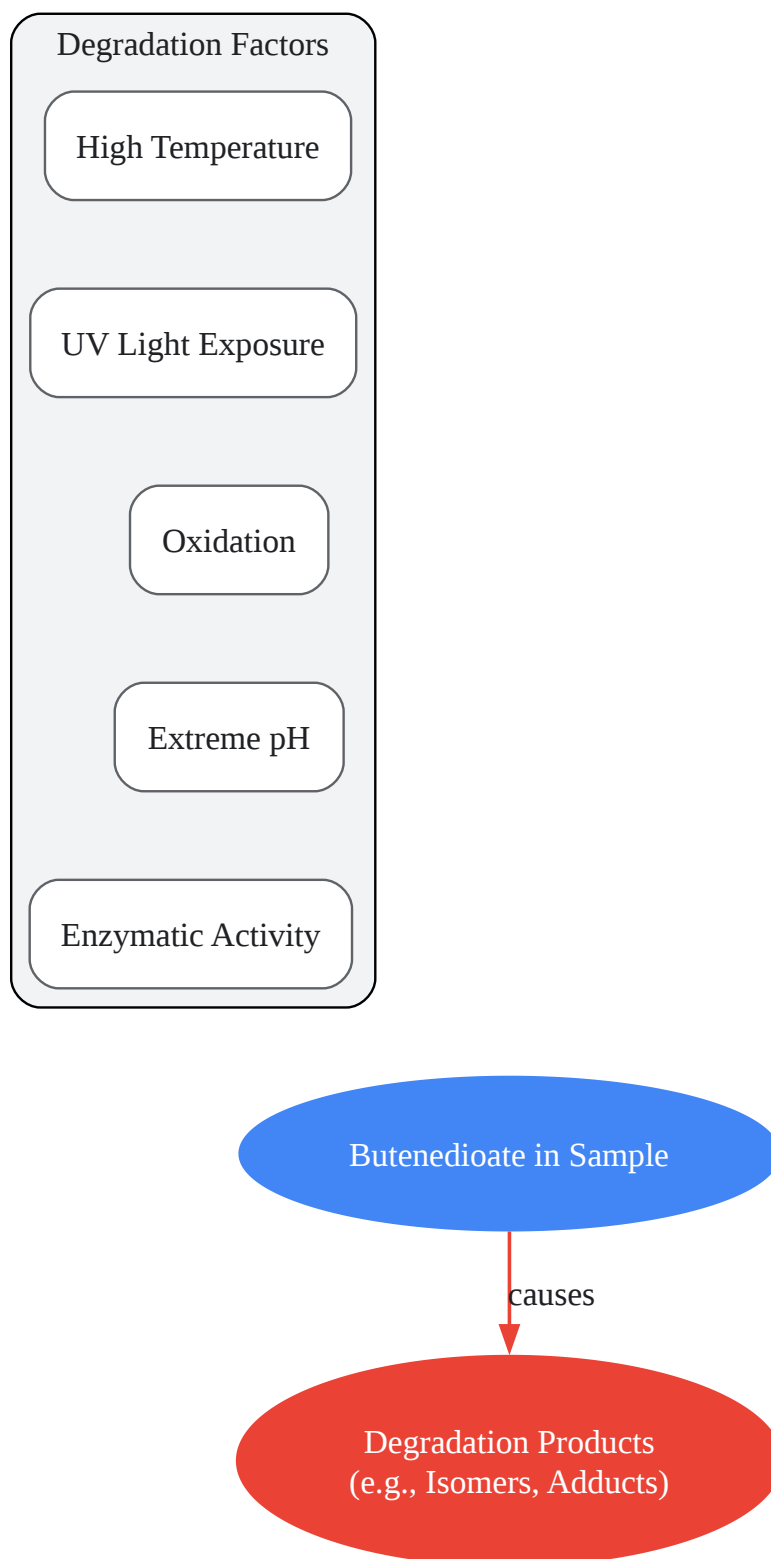 Degradation Factors
High Temperature
UV Light Exposure
Oxidation
Extreme pH
Enzymatic Activity
Butenedioate in Sample
causes
Degradation Products
(e.g., Isomers, Adducts)